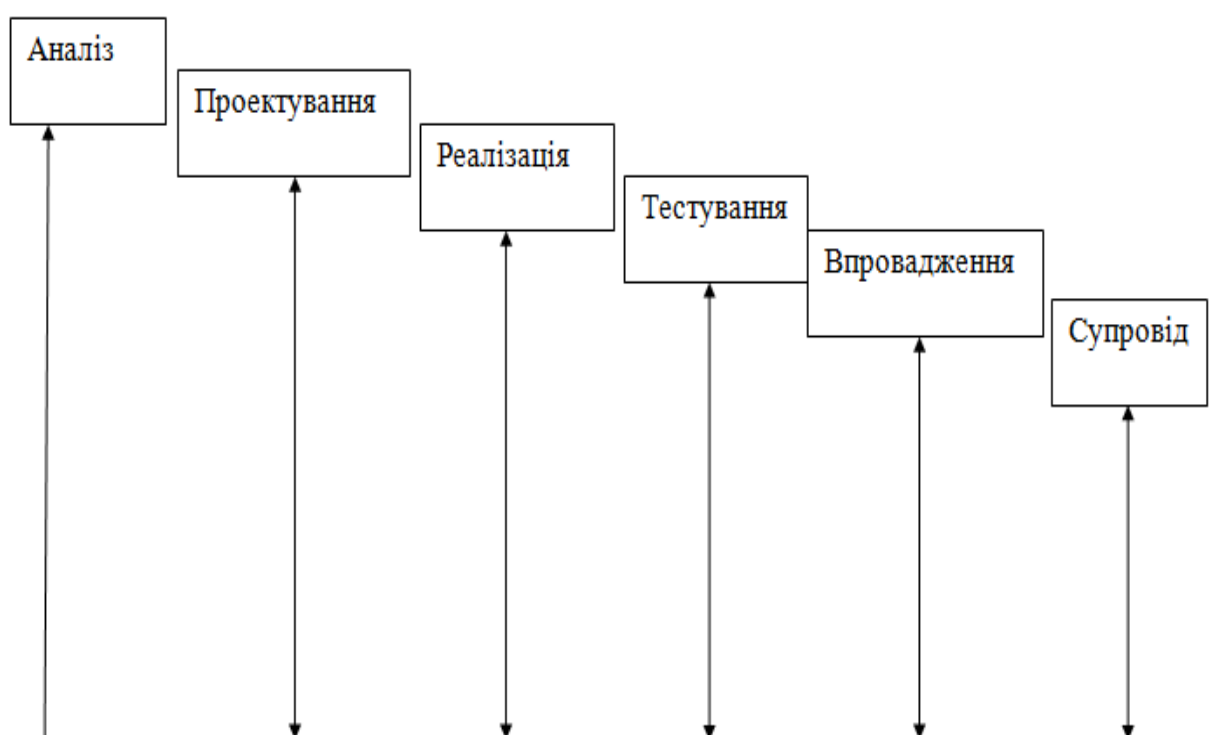 Аналіз
Проектування
Реалізація
Тестування
Впровадження
Супровід